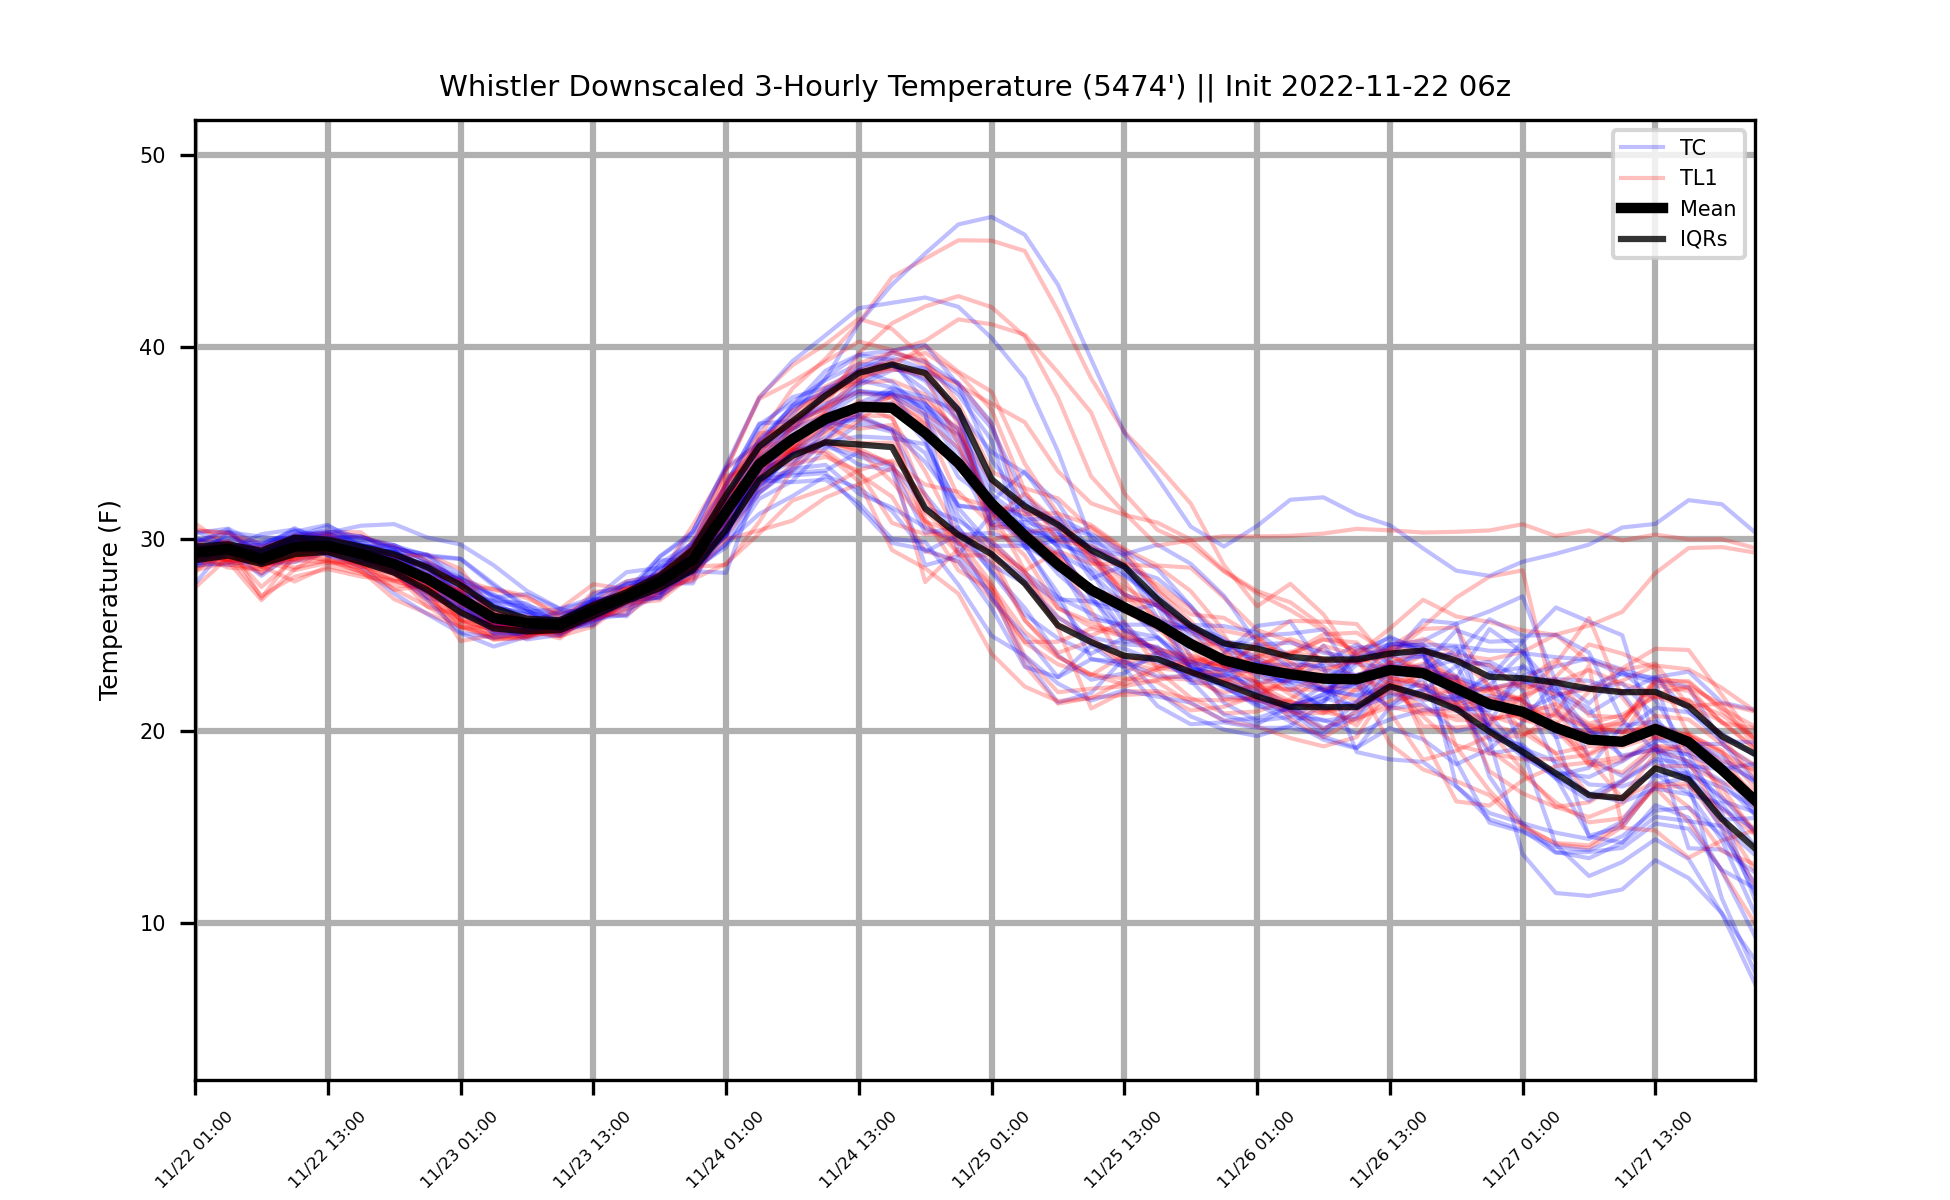 Whistler Downscaled 3-Hourly Temperature (5474') || Init 2022-11-22 06z
TC
TL1
Mean
IQRs
Temperature (F)
50
40
30
20
10
11/22 01:00
11/22 13:00
11/23 01:00
11/23 13:00
11/24 01:00
11/24 13:00
11/25 01:00
11/25 13:00
11/26 01:00
11/26 13:00
11/27 01:00
11/27 13:00